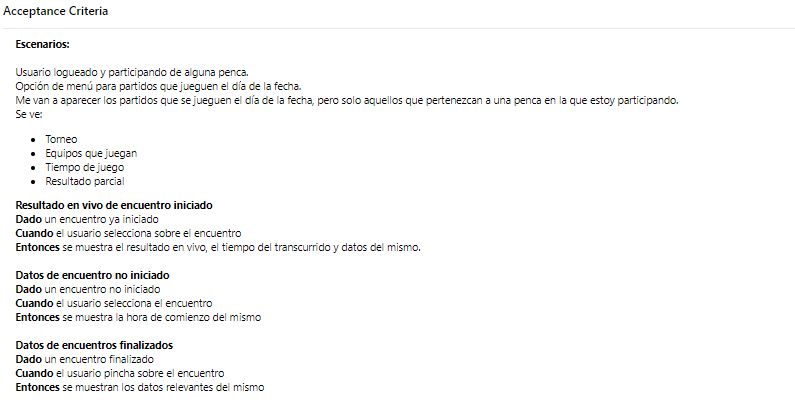 Acceptance Criteria
Escenarios:
Usuario logueado y participando de alguna penca.
Opción de menú para partidos que jueguen el día de la fecha.
Me van a aparecer los partidos que se jueguen el día de la fecha, pero solo aquellos que pertenezcan a una penca en la que estoy participando.
Se ve:
• Torneo
• Equipos que juegan
• Tiempo de juego
• Resultado parcial
Resultado en vivo de encuentro iniciado
Dado un encuentro ya iniciado
Cuando el usuario selecciona sobre el encuentro
Entonces se muestra el resultado en vivo, el tiempo del transcurrido y datos del mismo.
Datos de encuentro no iniciado
Dado un encuentro no iniciado
Cuando el usuario selecciona el encuentro
Entonces se muestra la hora de comienzo del mismo
Datos de encuentros finalizados
Dado un encuentro finalizado
Cuando el usuario pincha sobre el encuentro
Entonces se muestran los datos relevantes del mismo